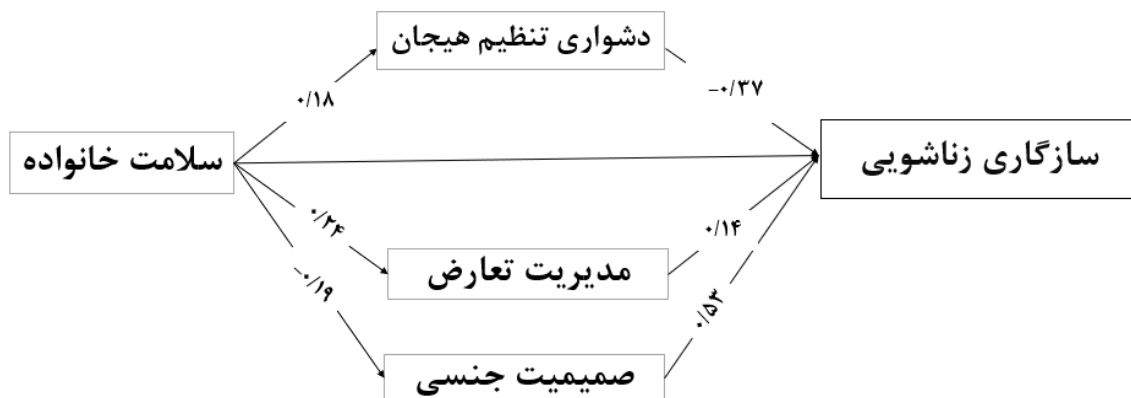 دشواری تنظیم هیجان
۰/۱۸
-۰/۳۷
سلامت خانواده
سازگاری زناشویی
۰/۲۴
۰/۱۴
مدیریت تعارض
-۰/۱۹
۰/۵۳
صمیمیت جنسی